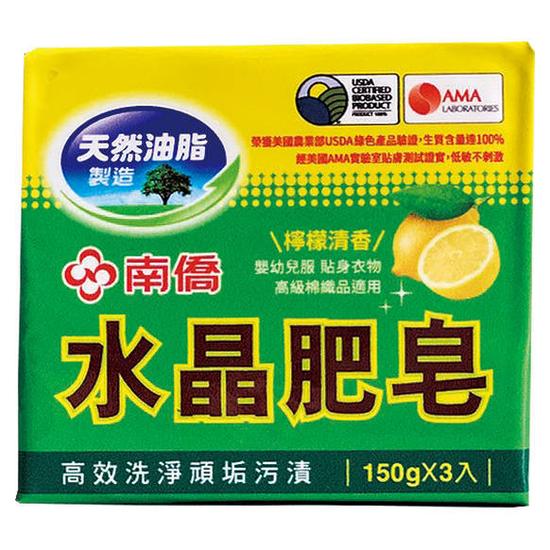 USDA
CERTIFIED
BIOBASED
PRODUCT
PRODUCT 100%
AMA
LABORATORIES
榮獲美國農業部USDA綠色產品驗證，生質含量達100%
經美國AMA實驗室貼膚測試證實，低敏不刺激
天然油脂
製造
檸檬清香
嬰幼兒服 貼身衣物
高級棉織品適用
南僑
水晶肥皂
高效洗淨頑垢污漬
150gX3入